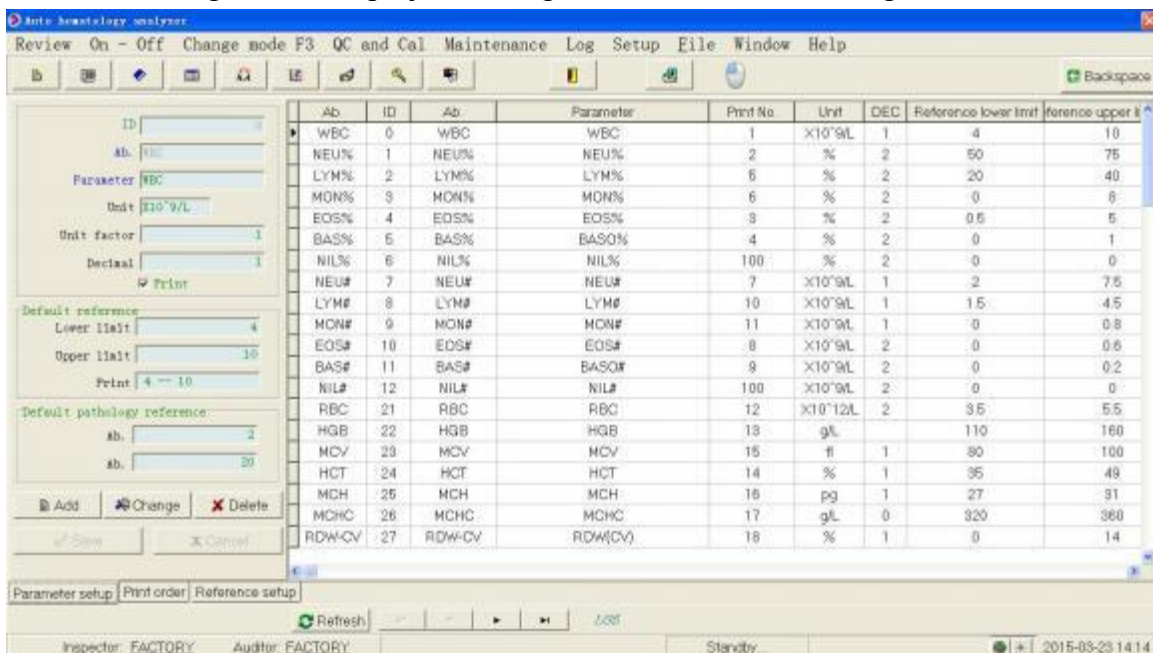 Auto hematology analyzer
Review On - Off Change mode F3 QC and Cal Maintenance Log Setup File Window Help
Backspace
ID
Ab.
Parameter WBC
Unit X10^9/L
Unit factor 1
Decimal 1
Print
Default reference
Lower limit 4
Upper limit 10
Print 4 -- 10
Default pathology reference
Ab. 2
Ab. 20
Add Change Delete
Save Cancel
Ab. ID Ab. Parameter Print No. Unit DEC Reference lower limit ference upper li
WBC 0 WBC WBC 1 X10^9/L 1 4 10
NEU% 1 NEU% NEU% 2 % 2 50 75
LYM% 2 LYM% LYM% 5 % 2 20 40
MON% 3 MON% MON% 6 % 2 0 8
EOS% 4 EOS% EOS% 3 % 2 0.5 5
BAS% 5 BAS% BASO% 4 % 2 0 1
NIL% 6 NIL% NIL% 100 % 2 0 0
NEU# 7 NEU# NEU# 7 X10^9/L 1 2 7.5
LYM# 8 LYM# LYM# 10 X10^9/L 1 1.5 4.5
MON# 9 MON# MON# 11 X10^9/L 1 0 0.8
EOS# 10 EOS# EOS# 8 X10^9/L 2 0 0.6
BAS# 11 BAS# BASO# 9 X10^9/L 2 0 0.2
NIL# 12 NIL# NIL# 100 X10^9/L 2 0 0
RBC 21 RBC RBC 12 X10^12/L 2 3.5 5.5
HGB 22 HGB HGB 13 g/L 110 160
MCV 23 MCV MCV 15 fl 1 80 100
HCT 24 HCT HCT 14 % 1 35 49
MCH 25 MCH MCH 16 pg 1 27 31
MCHC 26 MCHC MCHC 17 g/L 0 320 360
RDW-CV 27 RDW-CV RDW(CV) 18 % 1 0 14
Parameter setup Print order Reference setup
Refresh
Inspector: FACTORY Auditor: FACTORY Standby... 2015-03-23 14:14